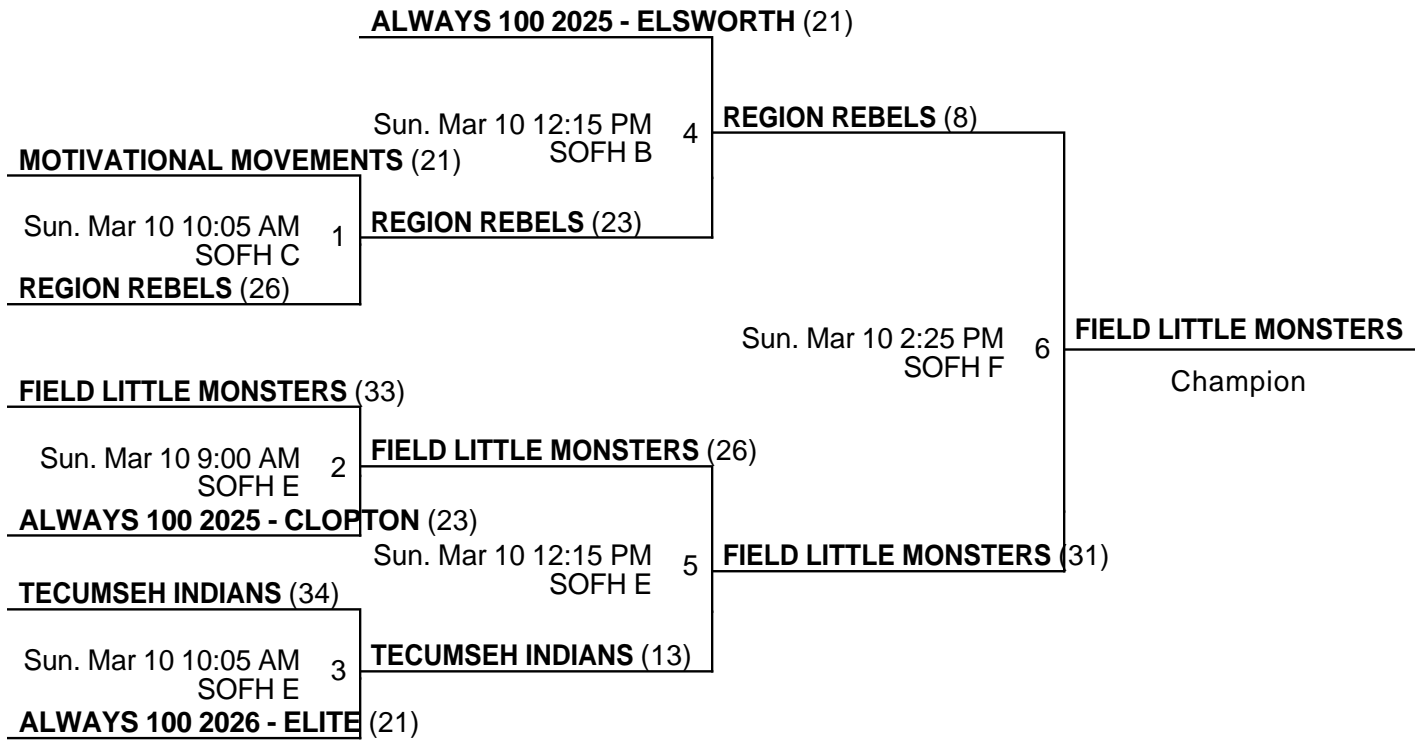 ALWAYS 100 2025 - ELSWORTH (21)
Sun. Mar 10 12:15 PM 4
SOFH B
REGION REBELS (8)
MOTIVATIONAL MOVEMENTS (21)
Sun. Mar 10 10:05 AM 1
SOFH C
REGION REBELS (23)
REGION REBELS (26)
Sun. Mar 10 2:25 PM 6
SOFH F
FIELD LITTLE MONSTERS
Champion
FIELD LITTLE MONSTERS (33)
Sun. Mar 10 9:00 AM 2
SOFH E
FIELD LITTLE MONSTERS (26)
ALWAYS 100 2025 - CLOPTON (23)
Sun. Mar 10 12:15 PM 5
SOFH E
FIELD LITTLE MONSTERS (31)
TECUMSEH INDIANS (34)
Sun. Mar 10 10:05 AM 3
SOFH E
TECUMSEH INDIANS (13)
ALWAYS 100 2026 - ELITE (21)